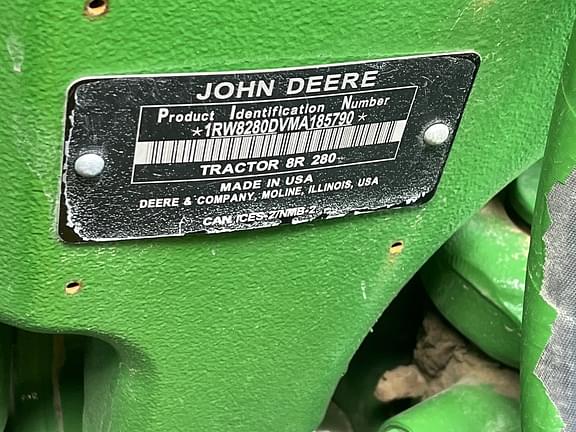 JOHN DEERE
Product Identification Number
*1RW8280DVMA185790*
TRACTOR 8R 280
MADE IN USA
DEERE & COMPANY, MOLINE, ILLINOIS, USA
CAN ICES-2/NMB-2